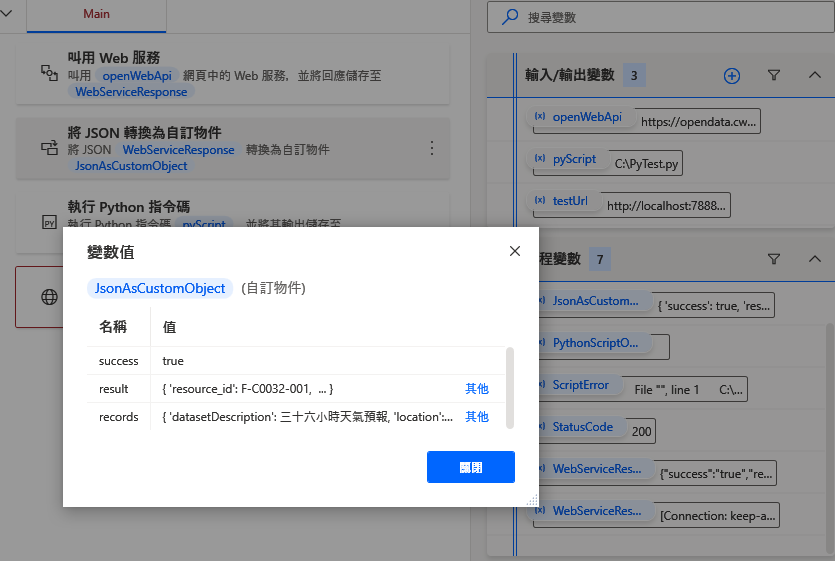 Main
搜尋變數
叫用 Web 服務
叫用 openWebApi 網頁中的 Web 服務，並將回應儲存至
WebServiceResponse
將 JSON 轉換為自訂物件
將 JSON WebServiceResponse 轉換為自訂物件
JsonAsCustomObject
執行 Python 指令碼
執行 Python 指令碼 pyScript ，並將其輸出儲存至
輸入/輸出變數 3
(x) openWebApi https://opendata.cw...
(x) pyScript C:\PyTest.py
(x) testUrl http://localhost:7888...
程變數 7
JsonAsCustom... { 'success': true, 'res...
PythonScriptO...
ScriptError File "", line 1 C:\...
StatusCode 200
WebServiceRes... {"success":"true","re...
WebServiceRes... [Connection: keep-a...
變數值
JsonAsCustomObject (自訂物件)
名稱 值
success true
result { 'resource_id': F-C0032-001, ... } 其他
records { 'datasetDescription': 三十六小時天氣預報, 'location':... 其他
關閉
PY